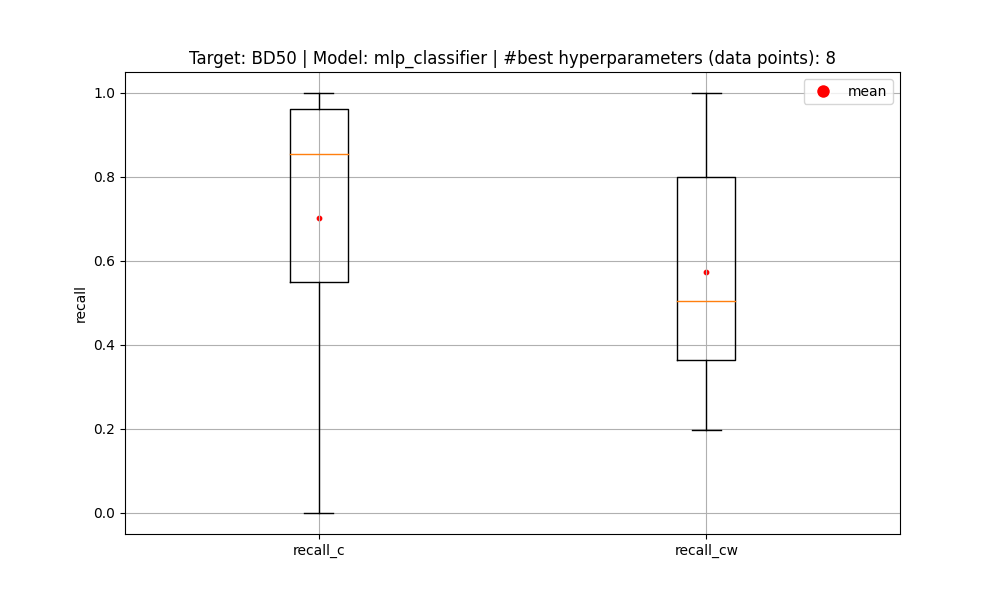 Target: BD50 | Model: mlp_classifier | #best hyperparameters (data points): 8
mean
1.0
0.8
0.6
0.4
0.2
0.0
recall
recall_c
recall_cw